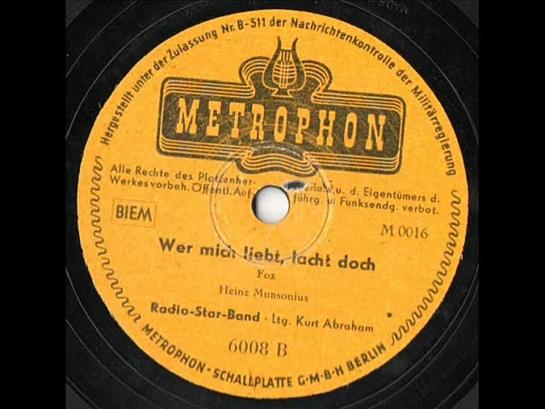 Hergestellt unter der Zulassung Nr. B-511 der Nachrichtenkontrolle der Militärregierung
METROPHON
Alle Rechte des Plattenher.
Werkes vorbeh. Öffentl. Auf
u. d. Eigentümers d.
führg. u Funksendg. verbot.
BIEM
M 0016
Wer mich liebt, lacht doch
Fox
Heinz Munsonius
Radio-Star-Band - Ltg. Kurt Abraham
6008 B
METROPHON - SCHALLPLATTE G·M·B·H BERLIN
MADE